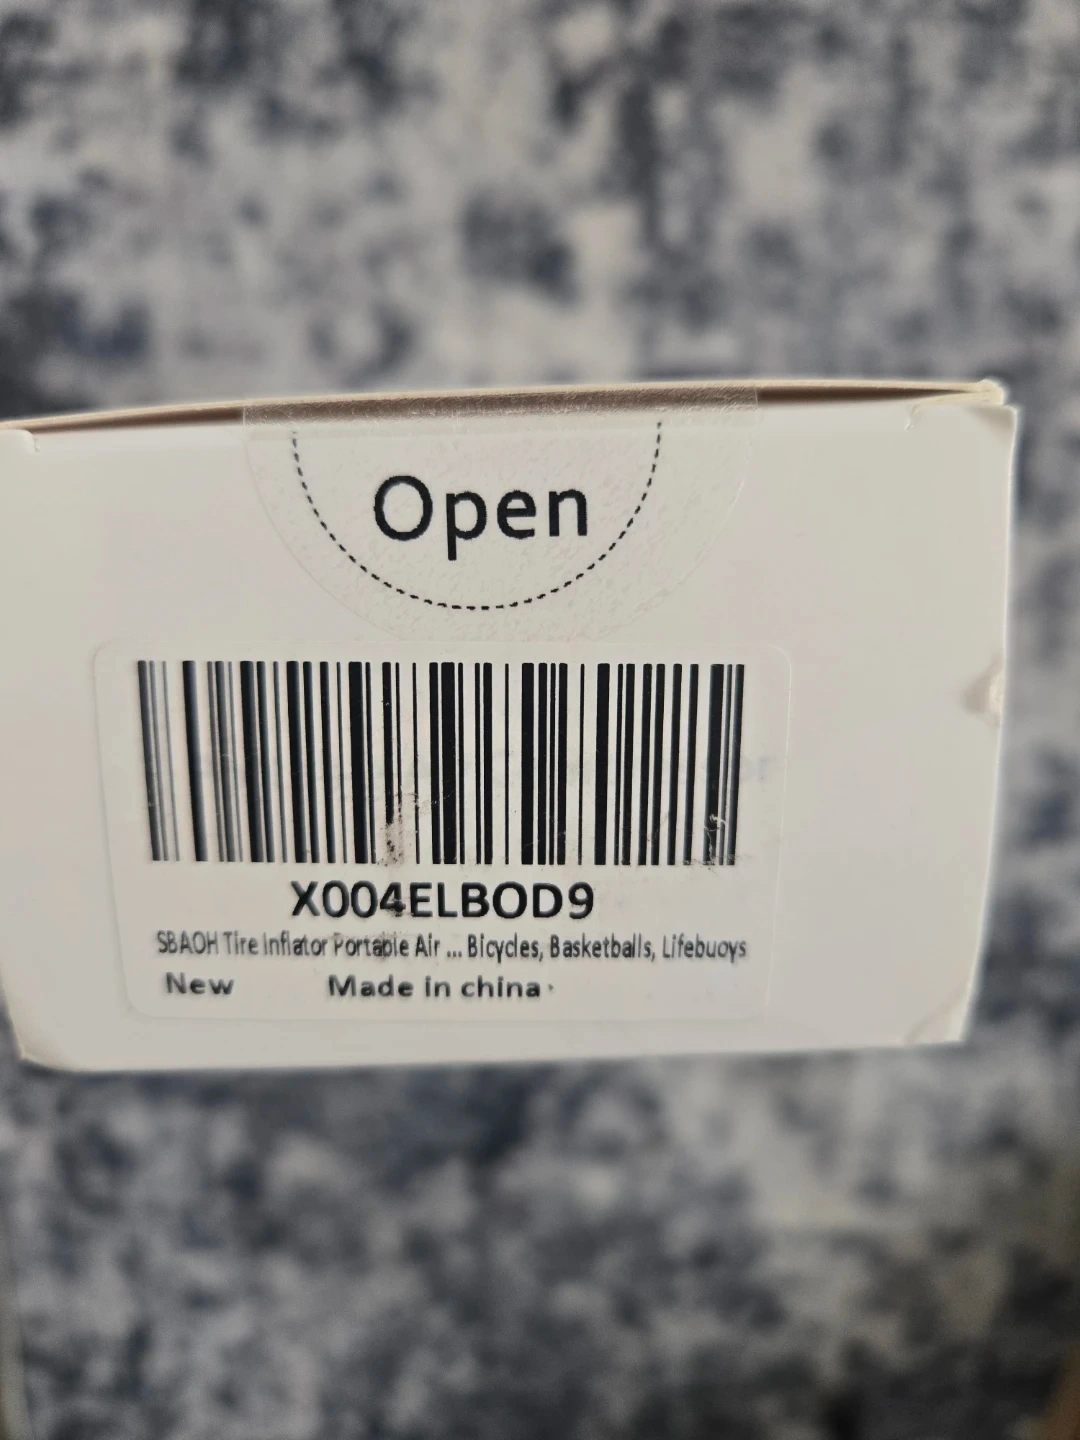 Open
X004ELBOD9
SBAOH Tire Inflator Portable Air ... Bicycles, Basketballs, Lifebuoys
New Made in china